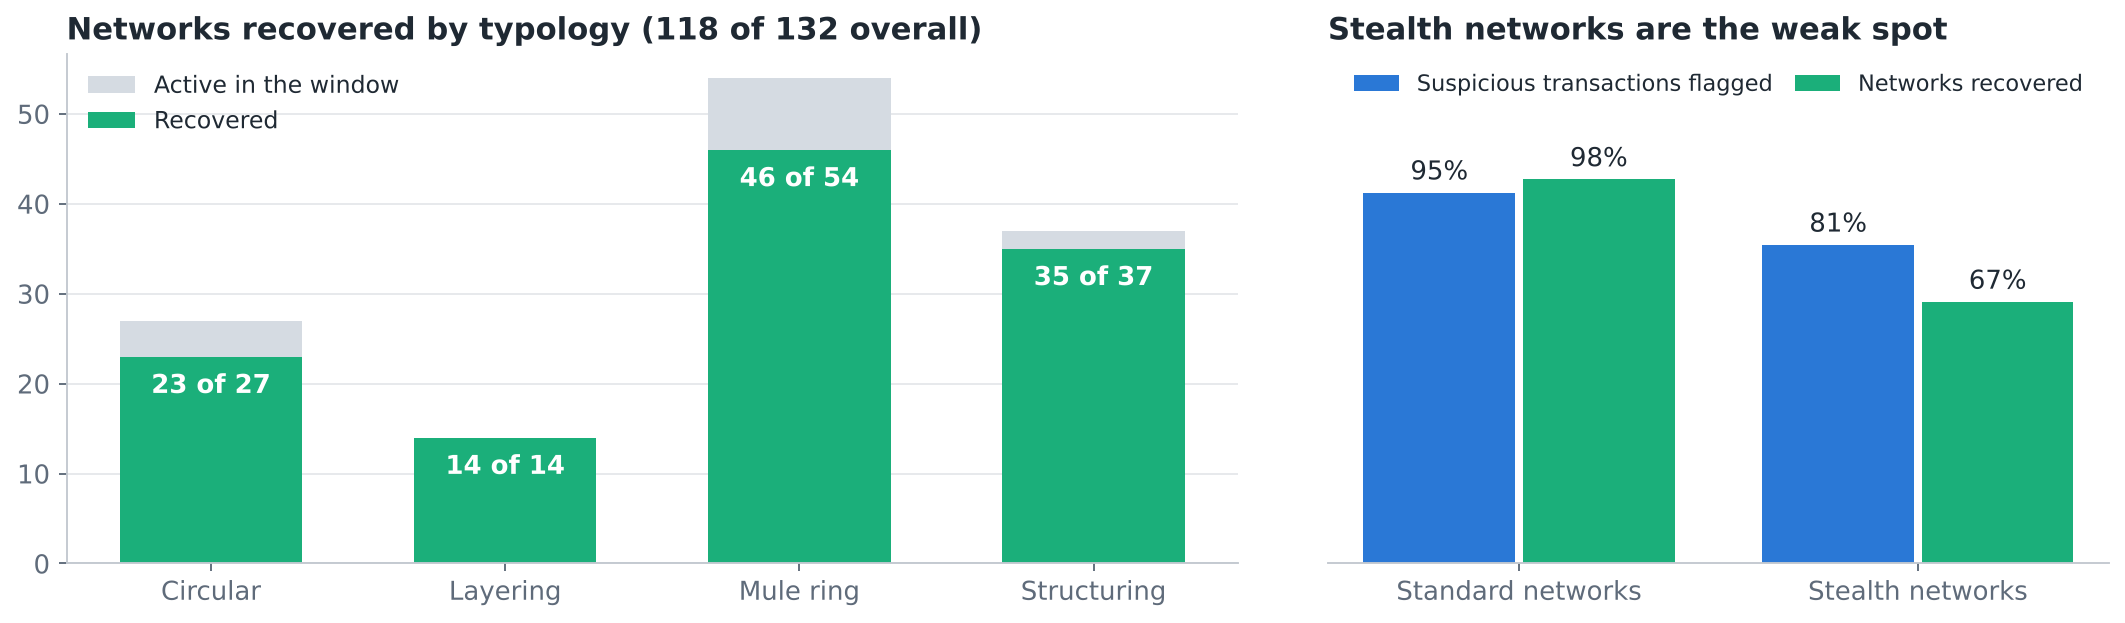 Networks recovered by typology (118 of 132 overall)
Active in the window
Recovered
50
40
30
20
10
0
23 of 27
14 of 14
46 of 54
35 of 37
Circular
Layering
Mule ring
Structuring
Stealth networks are the weak spot
Suspicious transactions flagged
Networks recovered
95%
98%
81%
67%
Standard networks
Stealth networks